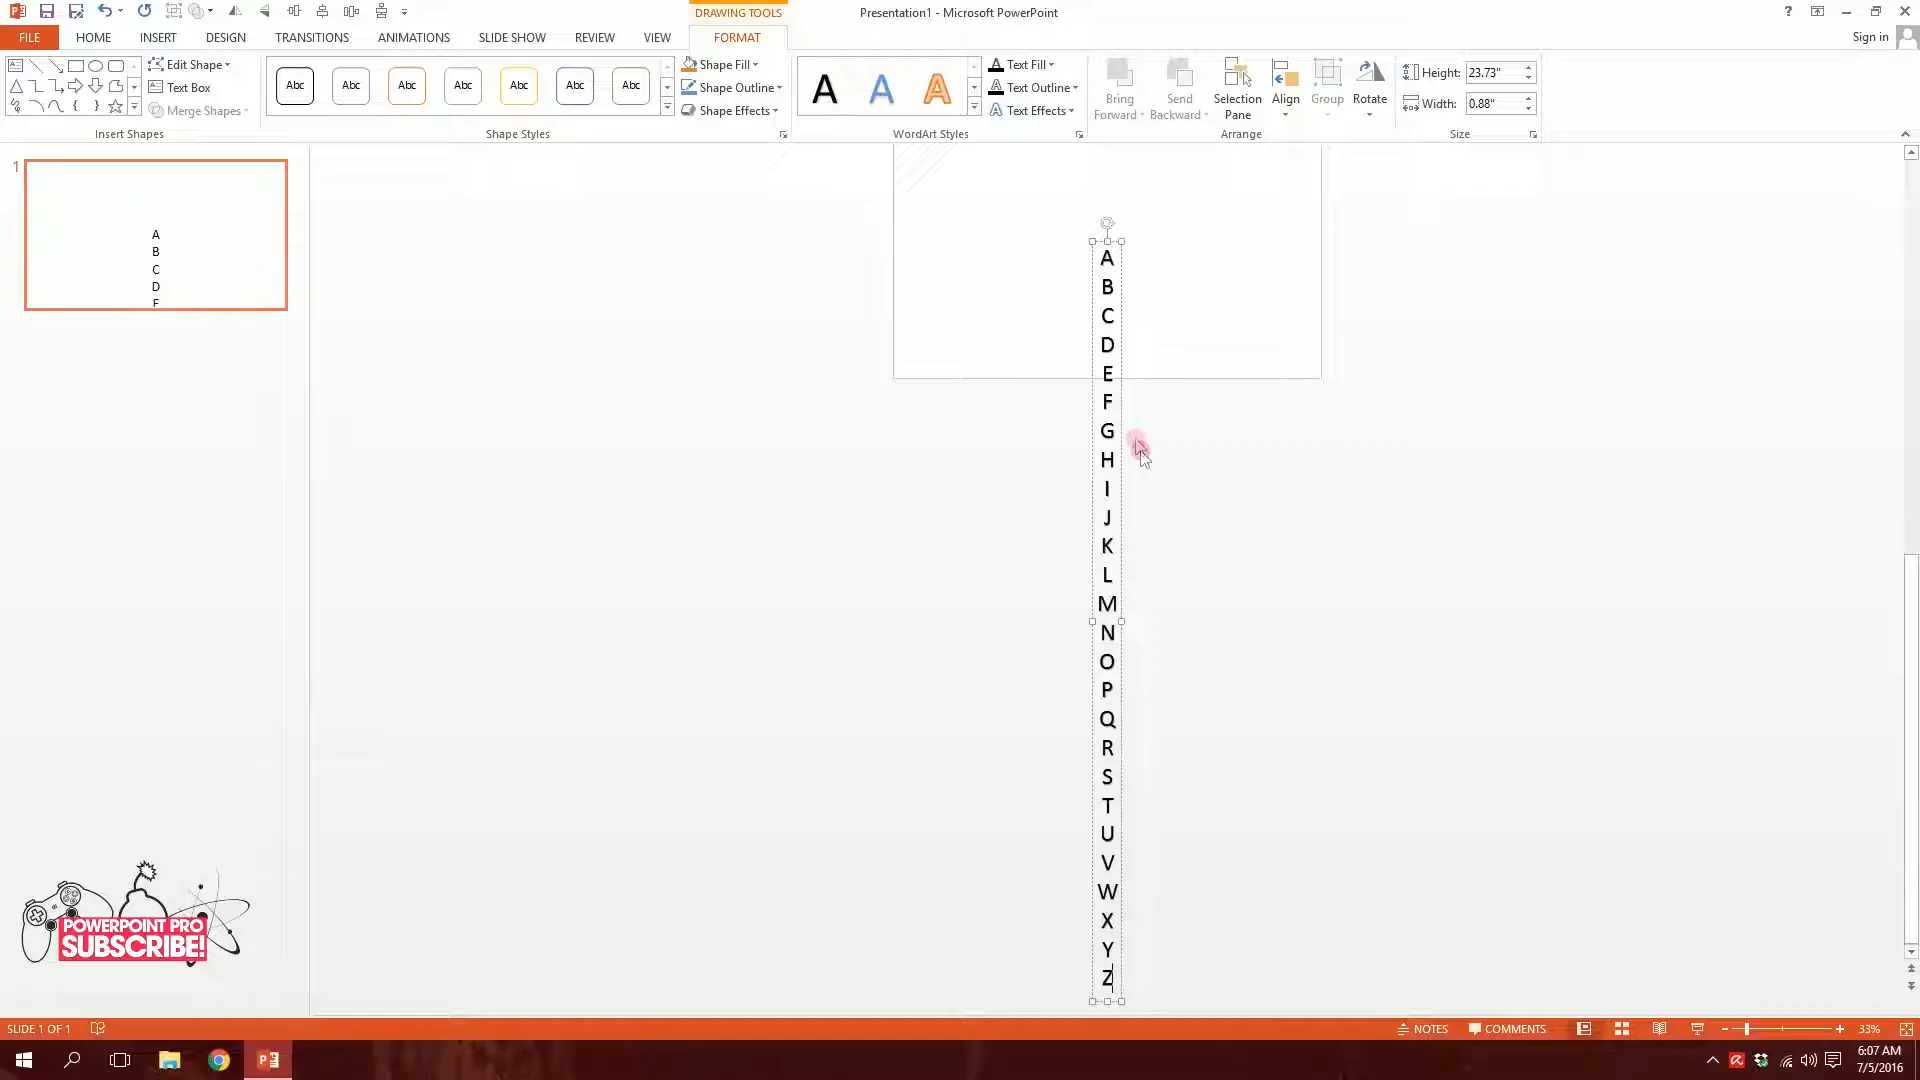 DRAWING TOOLS
Presentation1 - Microsoft PowerPoint
?
FILE HOME INSERT DESIGN TRANSITIONS ANIMATIONS SLIDE SHOW REVIEW VIEW FORMAT
Sign in
Edit Shape
Text Box
Merge Shapes
Insert Shapes
Abc Abc Abc Abc Abc Abc Abc
Shape Styles
Shape Fill
Shape Outline
Shape Effects
A A A
WordArt Styles
Text Fill
Text Outline
Text Effects
Bring Forward
Send Backward
Selection Pane
Align
Group
Rotate
Arrange
Height: 23.73"
Width: 0.88"
Size
1
A
B
C
D
E
A
B
C
D
E
F
G
H
I
J
K
L
M
N
O
P
Q
R
S
T
U
V
W
X
Y
Z
POWERPOINT PRO
SUBSCRIBE!
SLIDE 1 OF 1
NOTES
COMMENTS
33%
6:07 AM
7/5/2016